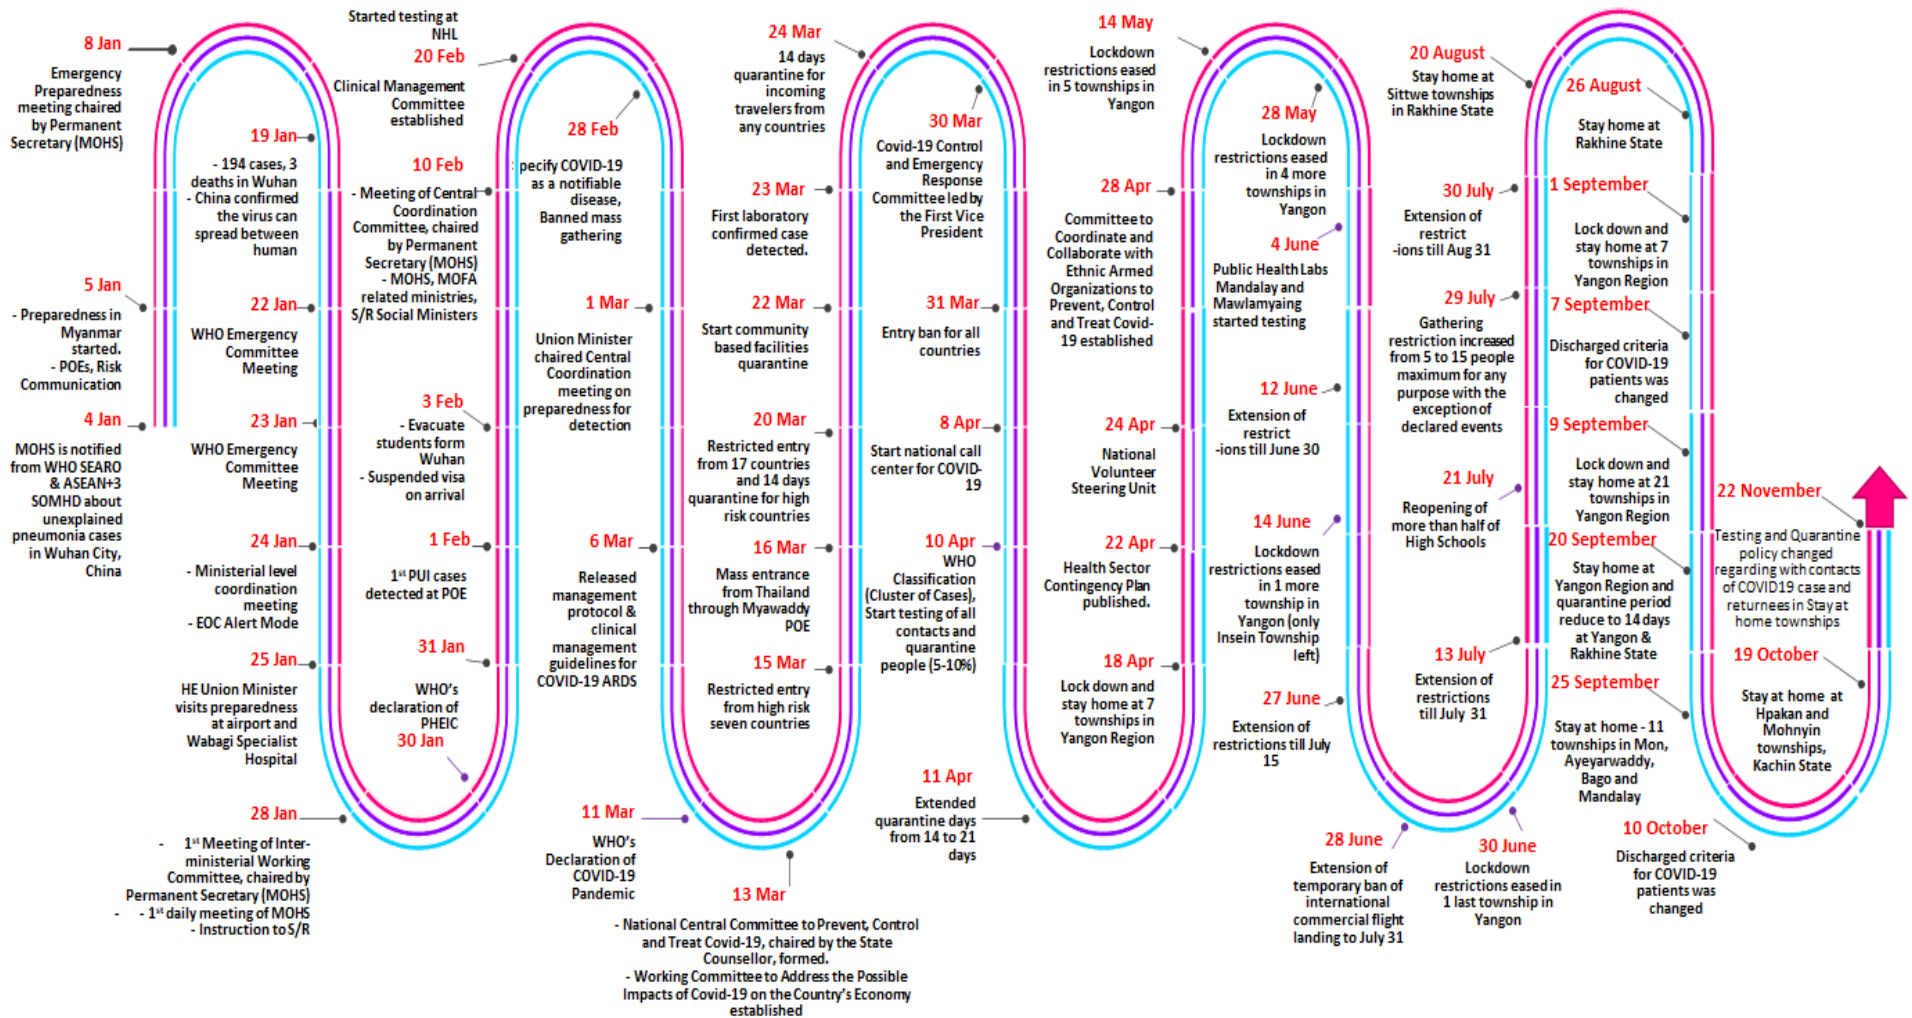 8 Jan
Emergency
Preparedness
meeting chaired
by Permanent
Secretary (MOHS)
5 Jan
- Preparedness in
Myanmar
started.
- POEs, Risk
Communication
4 Jan
MOHS is notified
from WHO SEARO
& ASEAN+3
SOMHD about
unexplained
pneumonia cases
in Wuhan City,
China
19 Jan
- 194 cases, 3
deaths in Wuhan
- China confirmed
the virus can
spread between
human
22 Jan
WHO Emergency
Committee
Meeting
23 Jan
WHO Emergency
Committee
Meeting
24 Jan
- Ministerial level
coordination
meeting
- EOC Alert Mode
25 Jan
HE Union Minister
visits preparedness
at airport and
Wabagi Specialist
Hospital
28 Jan
- 1st Meeting of Inter-
ministerial Working
Committee, chaired by
Permanent Secretary (MOHS)
- - 1st daily meeting of MOHS
- Instruction to S/R
Started testing at
NHL
20 Feb
Clinical Management
Committee
established
10 Feb
- Meeting of Central
Coordination
Committee, chaired
by Permanent
Secretary (MOHS)
- MOHS, MOFA
related ministries,
S/R Social Ministers
3 Feb
- Evacuate
students form
Wuhan
- Suspended visa
on arrival
1 Feb
1st PUI cases
detected at POE
31 Jan
WHO's
declaration of
PHEIC
30 Jan
28 Feb
pecify COVID-19
as a notifiable
disease,
Banned mass
gathering
1 Mar
Union Minister
chaired Central
Coordination
meeting on
preparedness for
detection
6 Mar
Released
management
protocol &
clinical
management
guidelines for
COVID-19 ARDS
11 Mar
WHO's
Declaration of
COVID-19
Pandemic
13 Mar
- National Central Committee to Prevent, Control
and Treat Covid-19, chaired by the State
Counsellor, formed.
- Working Committee to Address the Possible
Impacts of Covid-19 on the Country's Economy
established
24 Mar
14 days
quarantine for
incoming
travelers from
any countries
23 Mar
First laboratory
confirmed case
detected.
22 Mar
Start community
based facilities
quarantine
20 Mar
Restricted entry
from 17 countries
and 14 days
quarantine for high
risk countries
16 Mar
Mass entrance
from Thailand
through Myawaddy
POE
15 Mar
Restricted entry
from high risk
seven countries
30 Mar
Covid-19 Control
and Emergency
Response
Committee led by
the First Vice
President
31 Mar
Entry ban for all
countries
8 Apr
Start national call
center for COVID-
19
10 Apr
WHO
Classification
(Cluster of Cases),
Start testing of all
contacts and
quarantine
people (5-10%)
11 Apr
Extended
quarantine days
from 14 to 21
days
14 May
Lockdown
restrictions eased
in 5 townships in
Yangon
28 Apr
Committee to
Coordinate and
Collaborate with
Ethnic Armed
Organizations to
Prevent, Control
and Treat Covid-
19 established
24 Apr
National
Volunteer
Steering Unit
22 Apr
Health Sector
Contingency Plan
published.
18 Apr
Lock down and
stay home at 7
townships in
Yangon Region
28 May
Lockdown
restrictions eased
in 4 more
townships in
Yangon
4 June
Public Health Labs
Mandalay and
Mawlamyaing
started testing
12 June
Extension of
restrict
-ions till June 30
14 June
Lockdown
restrictions eased
in 1 more
township in
Yangon (only
Insein Township
left)
27 June
Extension of
restrictions till July
15
28 June
Extension of
temporary ban of
international
commercial flight
landing to July 31
30 June
Lockdown
restrictions eased in
1 last township in
Yangon
20 August
Stay home at
Sittwe townships
in Rakhine State
30 July
Extension of
restrict
-ions till Aug 31
29 July
Gathering
restriction increased
from 5 to 15 people
maximum for any
purpose with the
exception of
declared events
21 July
Reopening of
more than half of
High Schools
13 July
Extension of
restrictions
till July 31
26 August
Stay home at
Rakhine State
1 September
Lock down and
stay home at 7
townships in
Yangon Region
7 September
Discharged criteria
for COVID-19
patients was
changed
9 September
Lock down and
stay home at 21
townships in
Yangon Region
20 September
Stay home at
Yangon Region and
quarantine period
reduce to 14 days
at Yangon &
Rakhine State
25 September
Stay at home - 11
townships in Mon,
Ayeyarwaddy,
Bago and
Mandalay
10 October
Discharged criteria
for COVID-19
patients was
changed
22 November
Testing and Quarantine
policy changed
regarding with contacts
of COVID19 case and
returnees in Stay at
home townships
19 October
Stay at home at
Hpakan and
Mohnyin
townships,
Kachin State